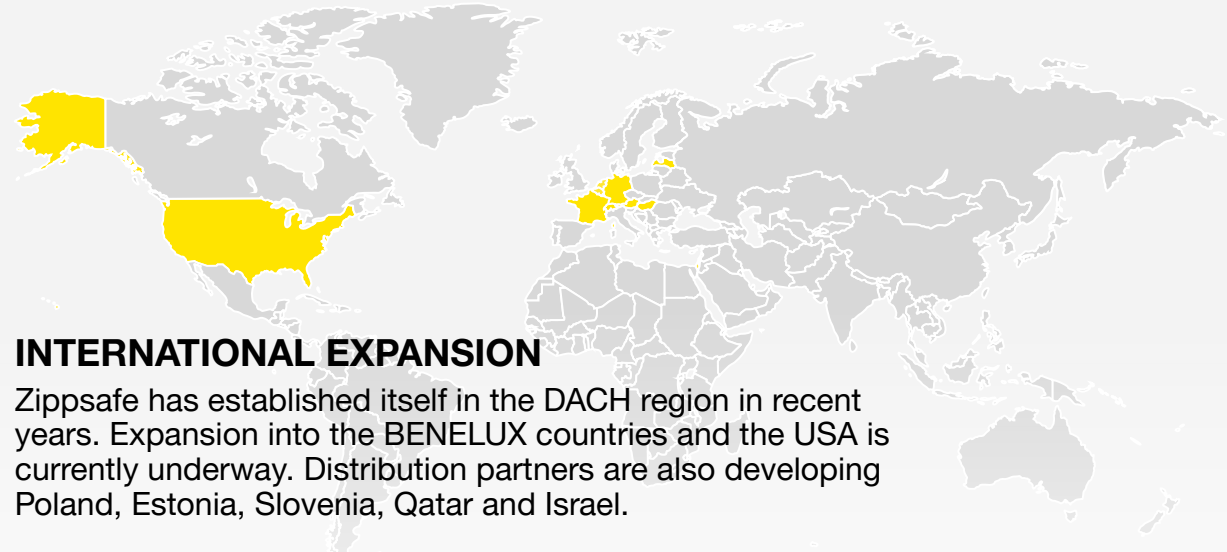 INTERNATIONAL EXPANSION
Zippsafe has established itself in the DACH region in recent
years. Expansion into the BENELUX countries and the USA is
currently underway. Distribution partners are also developing
Poland, Estonia, Slovenia, Qatar and Israel.